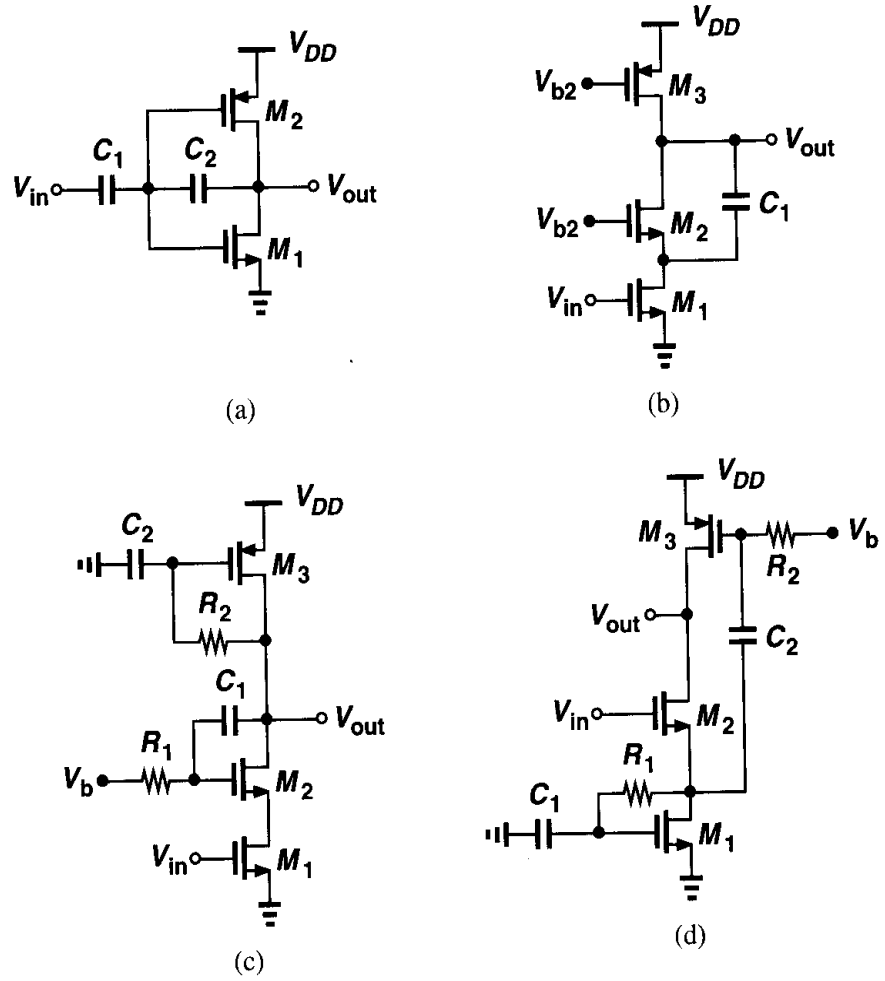 V_DD
M_2
C_1
C_2
V_in
V_out
M_1
(a)
V_DD
V_b2
M_3
V_out
C_1
V_b2
M_2
V_in
M_1
(b)
V_DD
C_2
M_3
R_2
C_1
V_out
R_1
V_b
M_2
V_in
M_1
(c)
V_DD
M_3
V_b
R_2
V_out
C_2
V_in
M_2
R_1
C_1
M_1
(d)